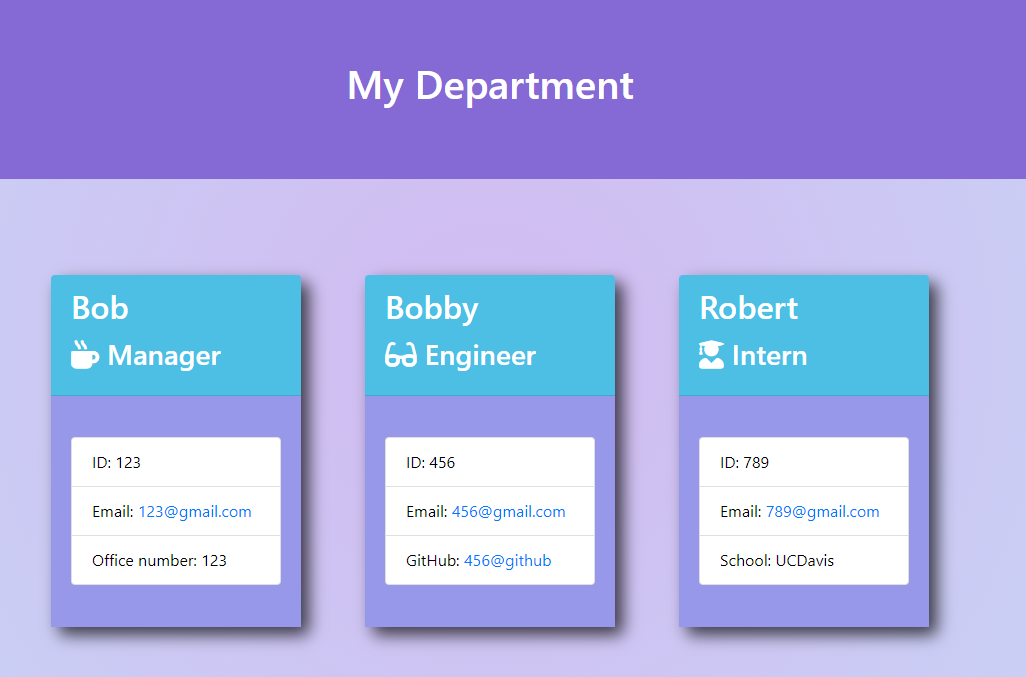 My Department
Bob
Manager
ID: 123
Email: 123@gmail.com
Office number: 123
Bobby
Engineer
ID: 456
Email: 456@gmail.com
GitHub: 456@github
Robert
Intern
ID: 789
Email: 789@gmail.com
School: UCDavis